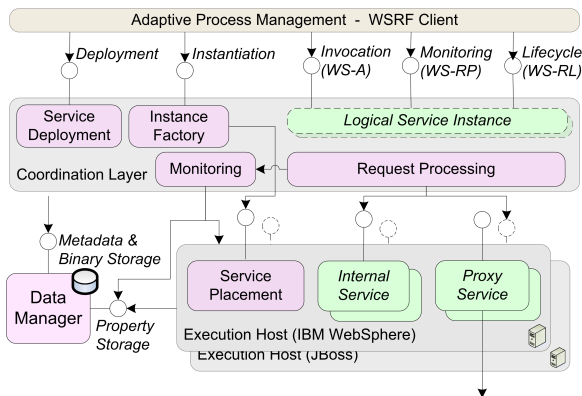 Adaptive Process Management - WSRF Client
Deployment
Instantiation
Invocation
(WS-A)
Monitoring
(WS-RP)
Lifecycle
(WS-RL)
Service
Deployment
Instance
Factory
Logical Service Instance
Monitoring
Request Processing
Coordination Layer
Metadata &
Binary Storage
Data
Manager
Property
Storage
Service
Placement
Internal
Service
Proxy
Service
Execution Host (IBM WebSphere)
Execution Host (JBoss)